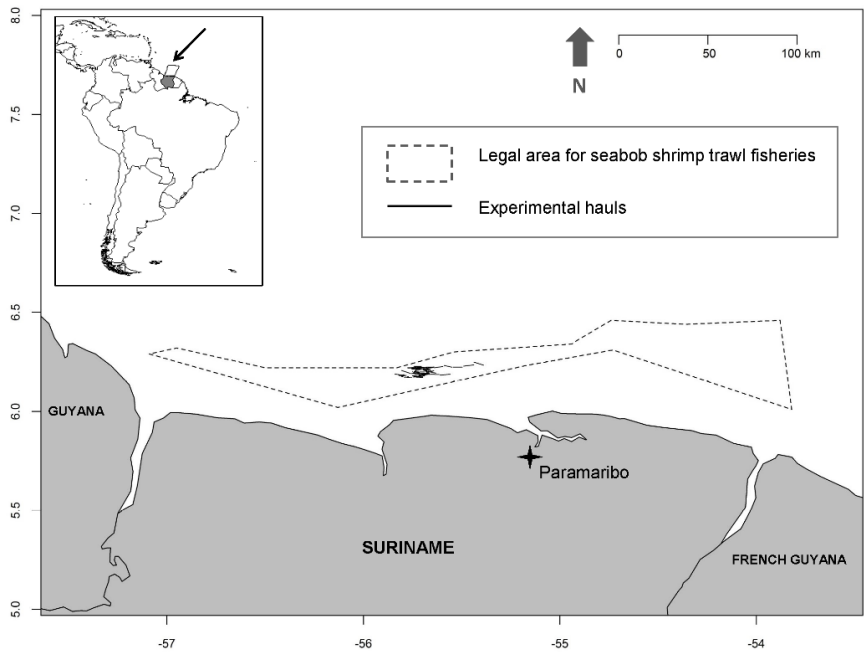 8.0
7.5
7.0
6.5
6.0
5.5
5.0
N
0 50 100 km
Legal area for seabob shrimp trawl fisheries
Experimental hauls
GUYANA
Paramaribo
SURINAME
FRENCH GUYANA
-57 -56 -55 -54